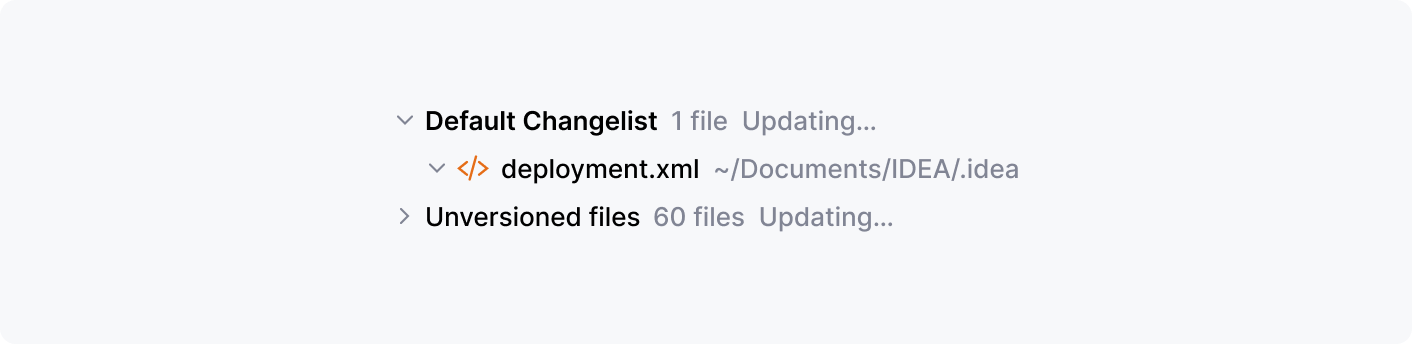 Default Changelist 1 file Updating...
deployment.xml ~/Documents/IDEA/.idea
Unversioned files 60 files Updating...